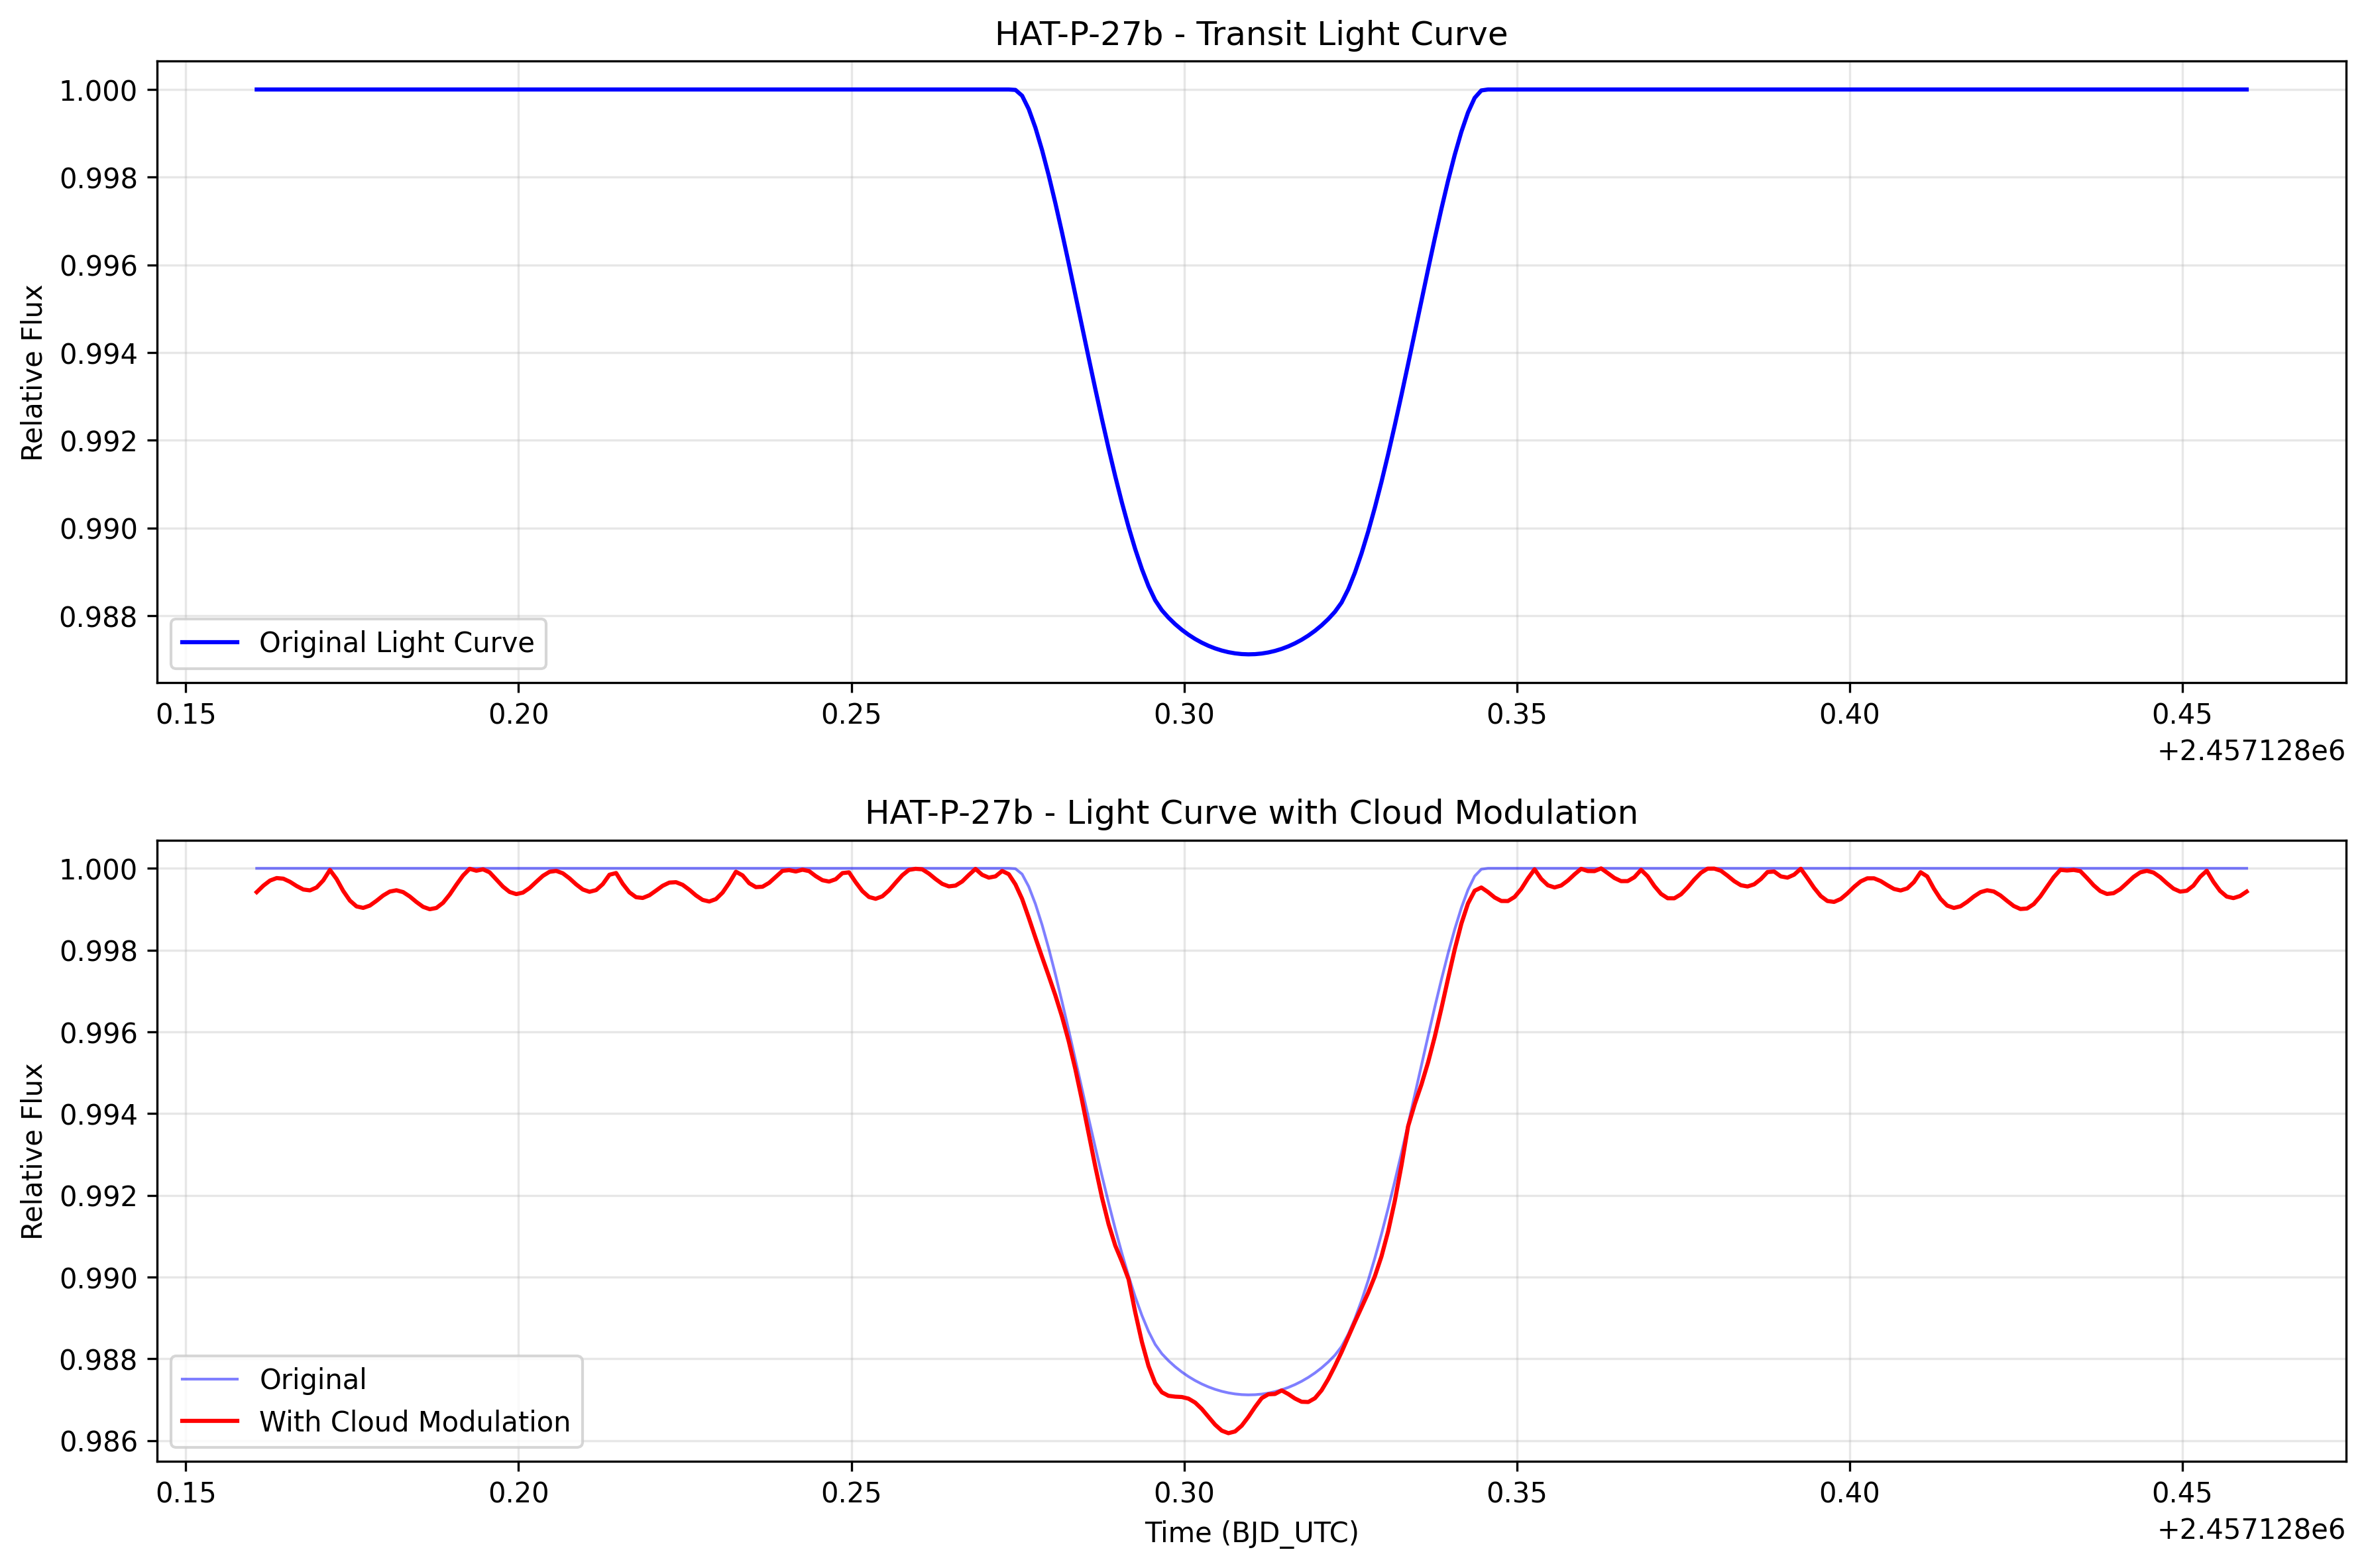 HAT-P-27b - Transit Light Curve
Relative Flux
1.000
0.998
0.996
0.994
0.992
0.990
0.988
Original Light Curve
0.15 0.20 0.25 0.30 0.35 0.40 0.45
+2.457128e6
HAT-P-27b - Light Curve with Cloud Modulation
Relative Flux
1.000
0.998
0.996
0.994
0.992
0.990
0.988
0.986
Original
With Cloud Modulation
0.15 0.20 0.25 0.30 0.35 0.40 0.45
Time (BJD_UTC)
+2.457128e6